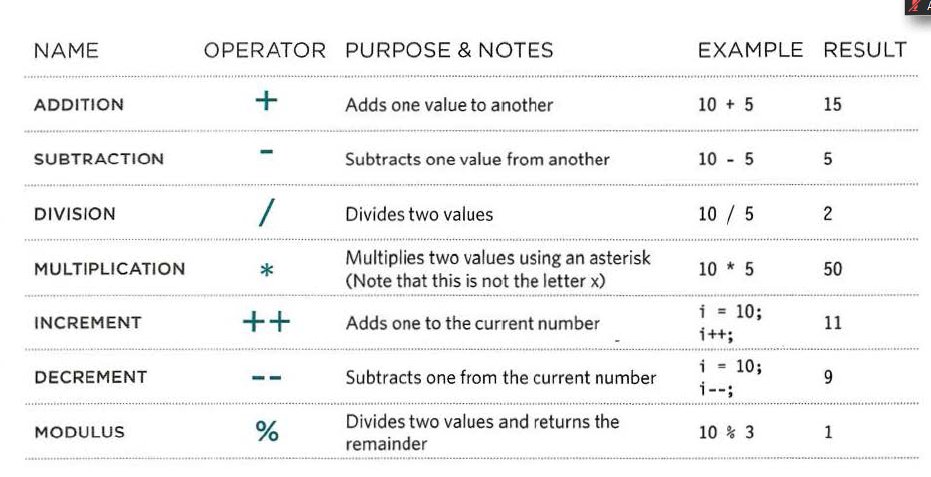 NAME OPERATOR PURPOSE & NOTES EXAMPLE RESULT
ADDITION + Adds one value to another 10 + 5 15
SUBTRACTION - Subtracts one value from another 10 - 5 5
DIVISION / Divides two values 10 / 5 2
MULTIPLICATION * Multiplies two values using an asterisk
(Note that this is not the letter x) 10 * 5 50
INCREMENT ++ Adds one to the current number i = 10;
i++; 11
DECREMENT -- Subtracts one from the current number i = 10;
i--; 9
MODULUS % Divides two values and returns the
remainder 10 % 3 1